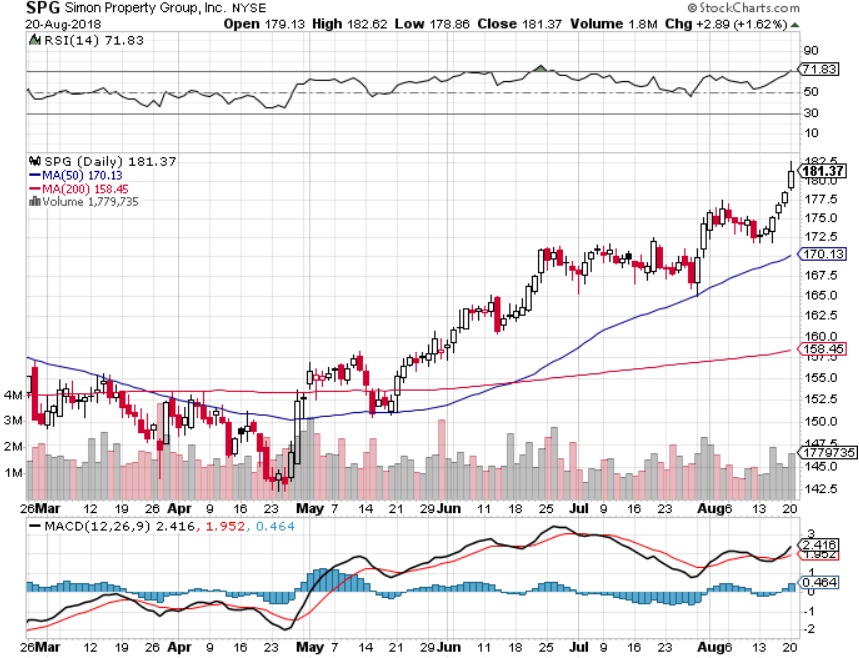 SPG Simon Property Group, Inc. NYSE © StockCharts.com
20-Aug-2018 Open 179.13 High 182.62 Low 178.86 Close 181.37 Volume 1.8M Chg +2.89 (+1.62%)
RSI(14) 71.83
90
71.83
50
30
10
SPG (Daily) 181.37
MA(50) 170.13
MA(200) 158.45
Volume 1,779,735
182.5
181.37
180.0
177.5
175.0
172.5
170.13
167.5
165.0
162.5
160.0
158.45
157.5
155.0
4M 152.5
3M 150.0
2M 147.5
1779735
1M 145.0
142.5
26 Mar 12 19 26 Apr 9 16 23 May 7 14 21 29 Jun 11 18 25 Jul 9 16 23 Aug 6 13 20
MACD(12,26,9) 2.416, 1.952, 0.464
3
2.416
1.952
1
0.464
0
-1
-2
26 Mar 12 19 26 Apr 9 16 23 May 7 14 21 29 Jun 11 18 25 Jul 9 16 23 Aug 6 13 20